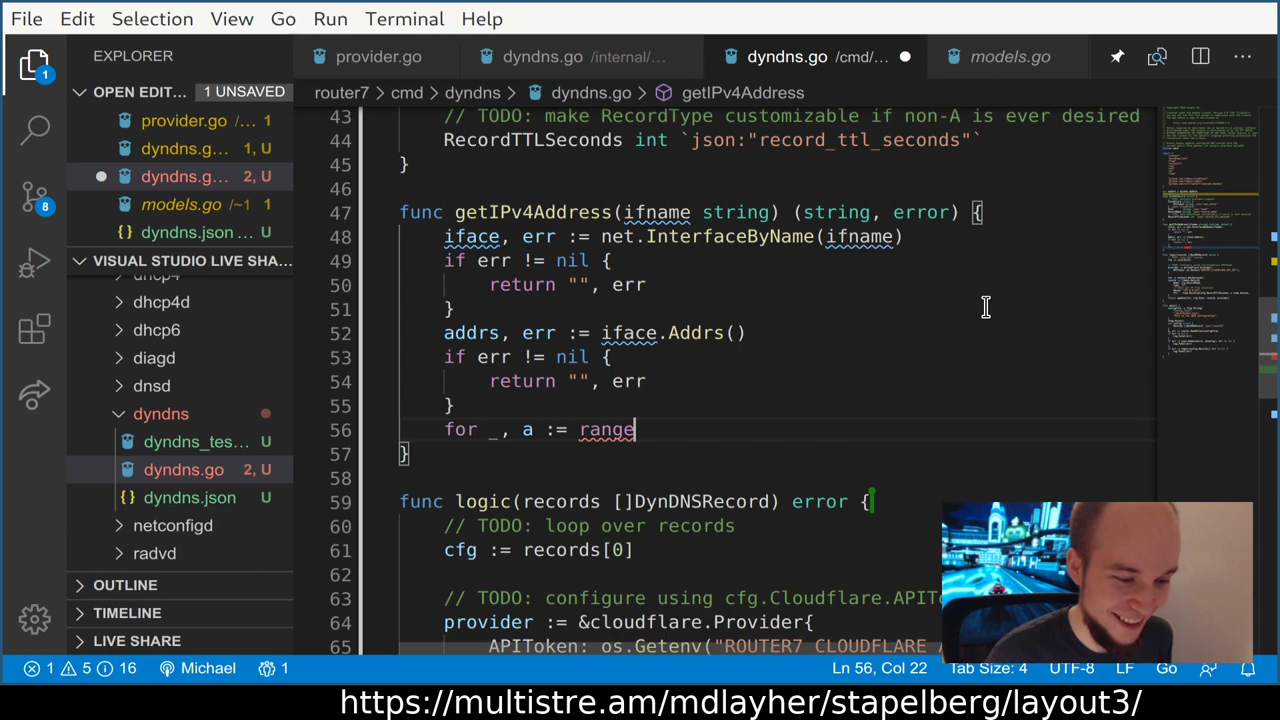 File Edit Selection View Go Run Terminal Help
EXPLORER
provider.go
dyndns.go /internal/...
dyndns.go /cmd/...
models.go
OPEN EDIT... 1 UNSAVED
router7 > cmd > dyndns > dyndns.go > getIPv4Address
provider.go /... 1
dyndns.g... 1, U
dyndns.g... 2, U
models.go /~1
dyndns.json ... U
VISUAL STUDIO LIVE SHA...
dhcp4
dhcp4d
dhcp6
diagd
dnsd
dyndns
dyndns_tes... U
dyndns.go 2, U
dyndns.json U
netconfigd
radvd
OUTLINE
TIMELINE
LIVE SHARE
1
8
43 // TODO: make RecordType customizable if non-A is ever desired
44 RecordTTLSeconds int `json:"record_ttl_seconds"`
45 }
46
47 func getIPv4Address(ifname string) (string, error) {
48 iface, err := net.InterfaceByName(ifname)
49 if err != nil {
50 return "", err
51 }
52 addrs, err := iface.Addrs()
53 if err != nil {
54 return "", err
55 }
56 for _, a := range
57 }
58
59 func logic(records []DynDNSRecord) error {
60 // TODO: loop over records
61 cfg := records[0]
62
63 // TODO: configure using cfg.Cloudflare.APITo
64 provider := &cloudflare.Provider{
65 APIToken: os.Getenv("ROUTER7_CLOUDFLARE_A
1 5 16 Michael 1 Ln 56, Col 22 Tab Size: 4 UTF-8 LF Go
https://multistre.am/mdlayher/stapelberg/layout3/